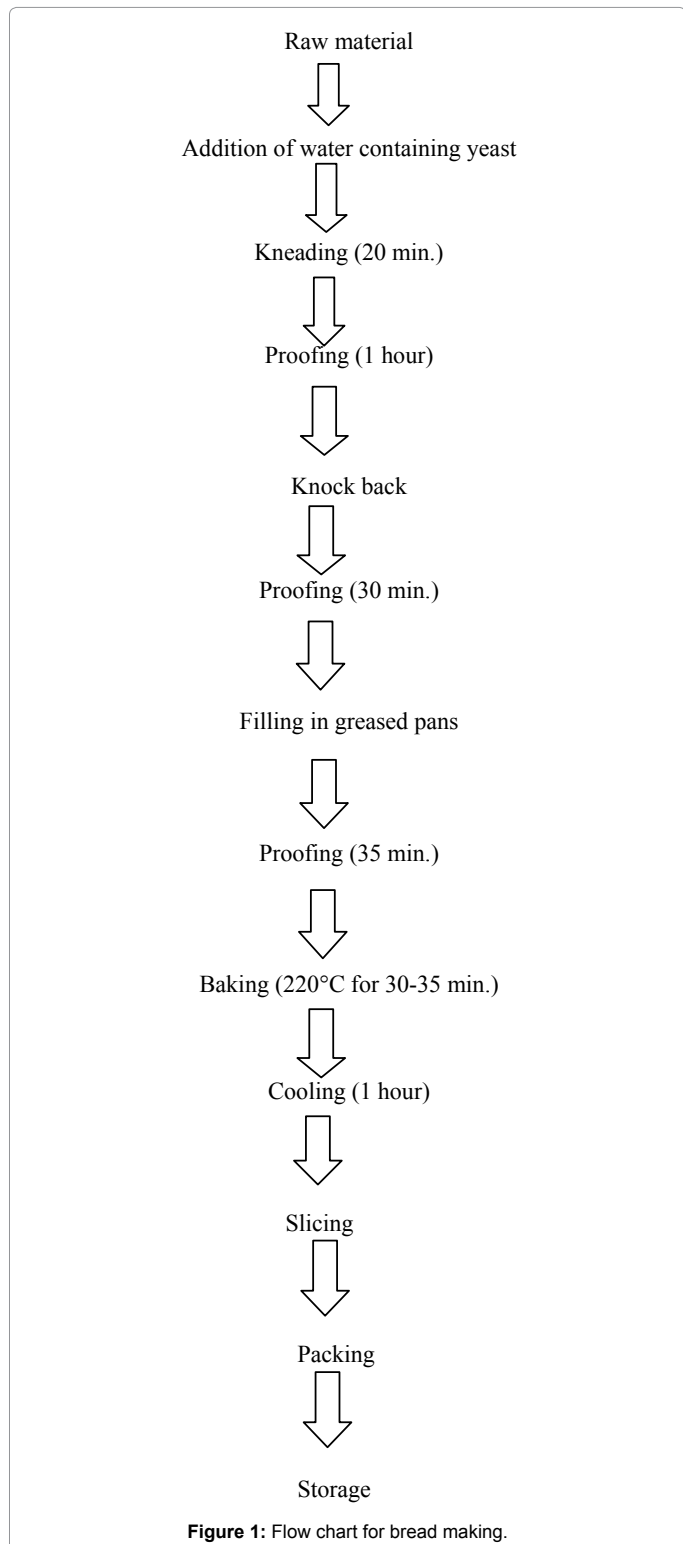 Raw material
Addition of water containing yeast
Kneading (20 min.)
Proofing (1 hour)
Knock back
Proofing (30 min.)
Filling in greased pans
Proofing (35 min.)
Baking (220°C for 30-35 min.)
Cooling (1 hour)
Slicing
Packing
Storage
Figure 1: Flow chart for bread making.